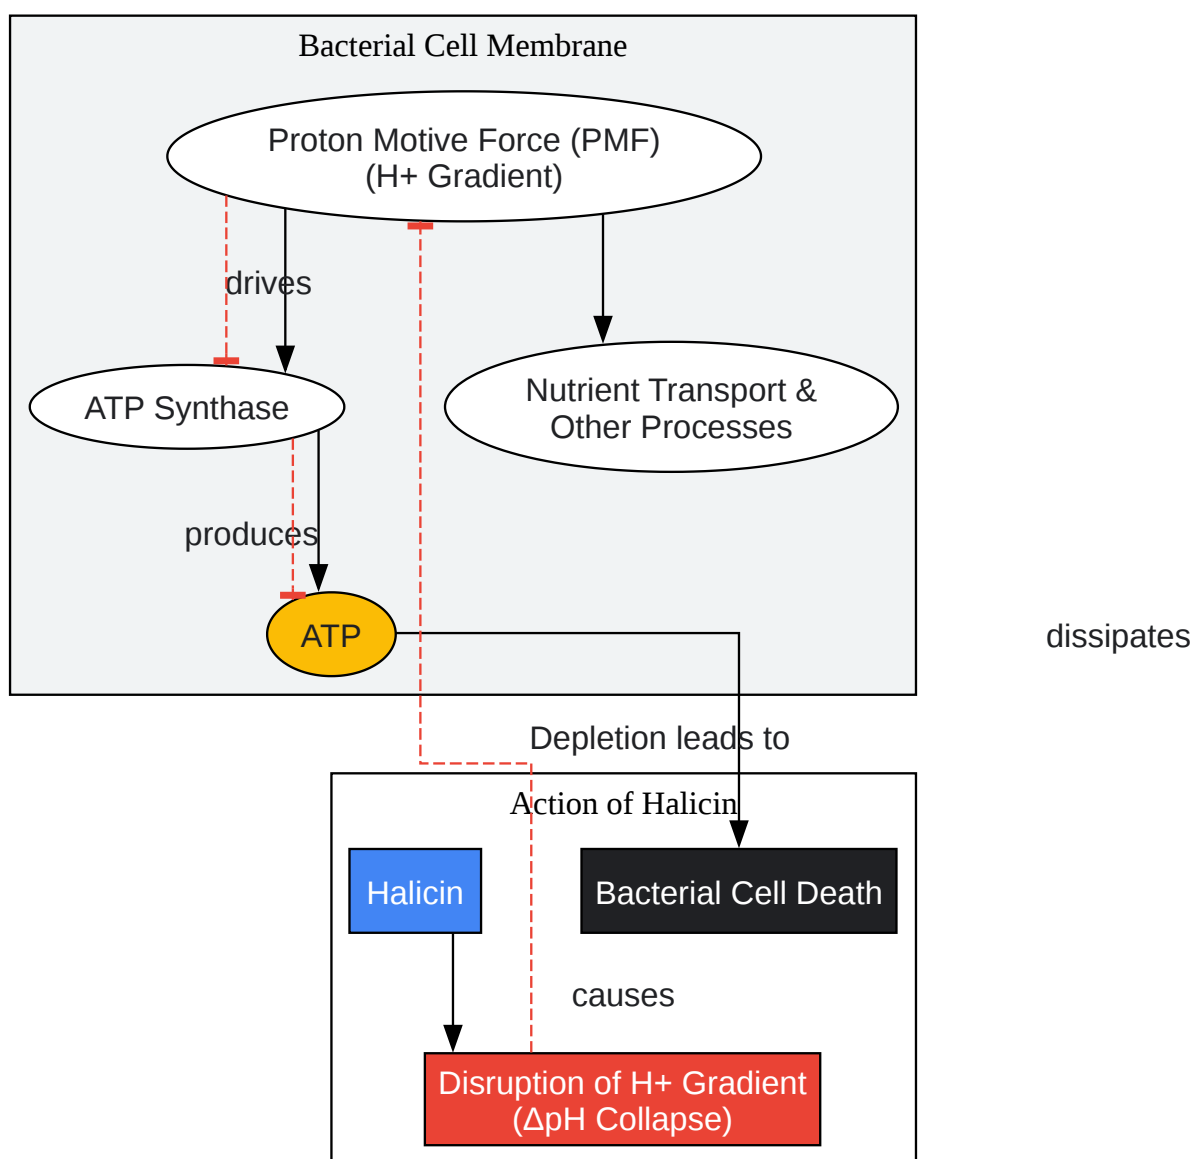 Bacterial Cell Membrane
Proton Motive Force (PMF)
(H+ Gradient)
drives
ATP Synthase
Nutrient Transport &
Other Processes
produces
ATP
dissipates
Depletion leads to
Action of Halicin
Halicin
Bacterial Cell Death
causes
Disruption of H+ Gradient
(ΔpH Collapse)